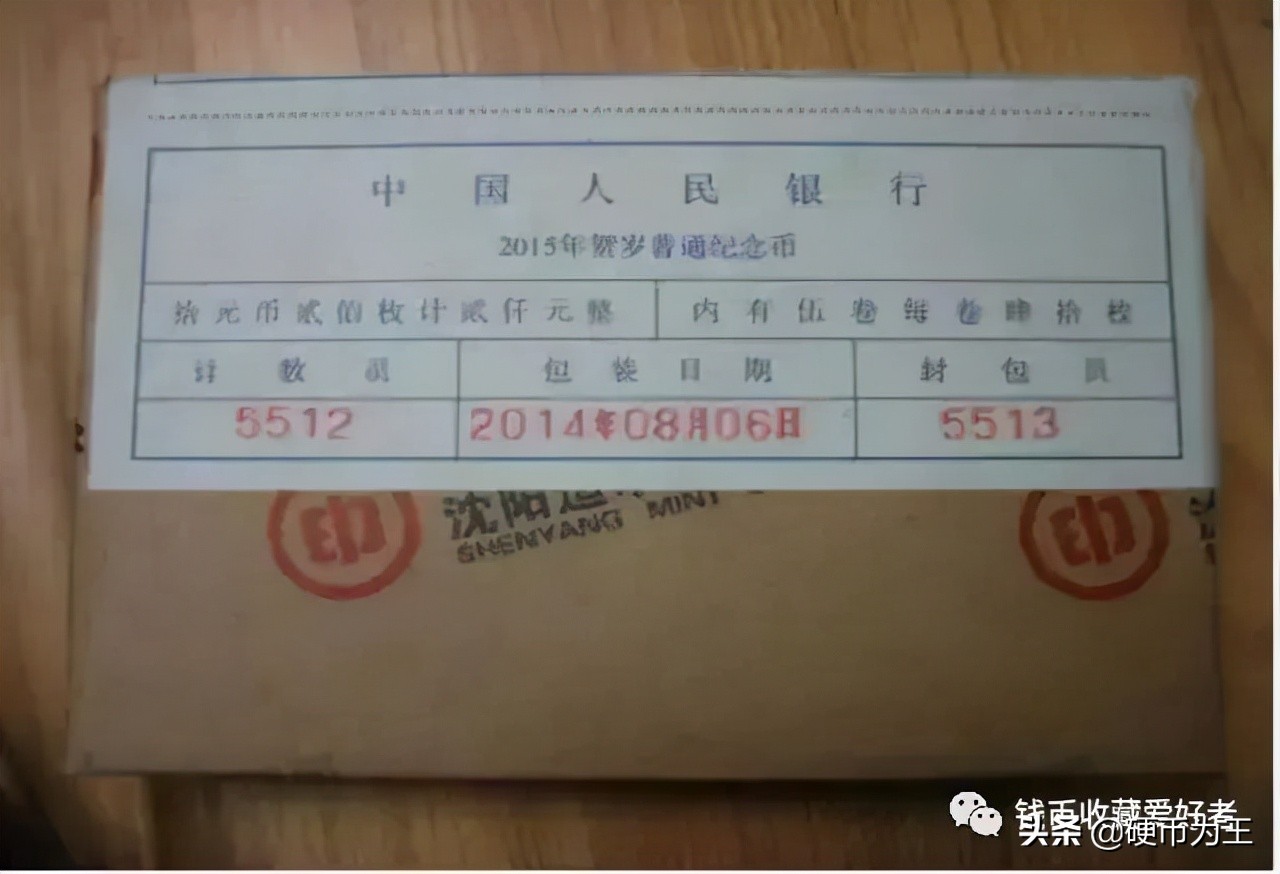 中国人民银行
2015年贺岁普通纪念币
拾元币贰佰枚计贰仟元整
内有伍卷每卷肆拾枚
包装日期
封包员
5512
2014年08月06日
5513
印
沈阳造
SHENYANG MINT
印
钱币收藏爱好者
头条 @硬币为王